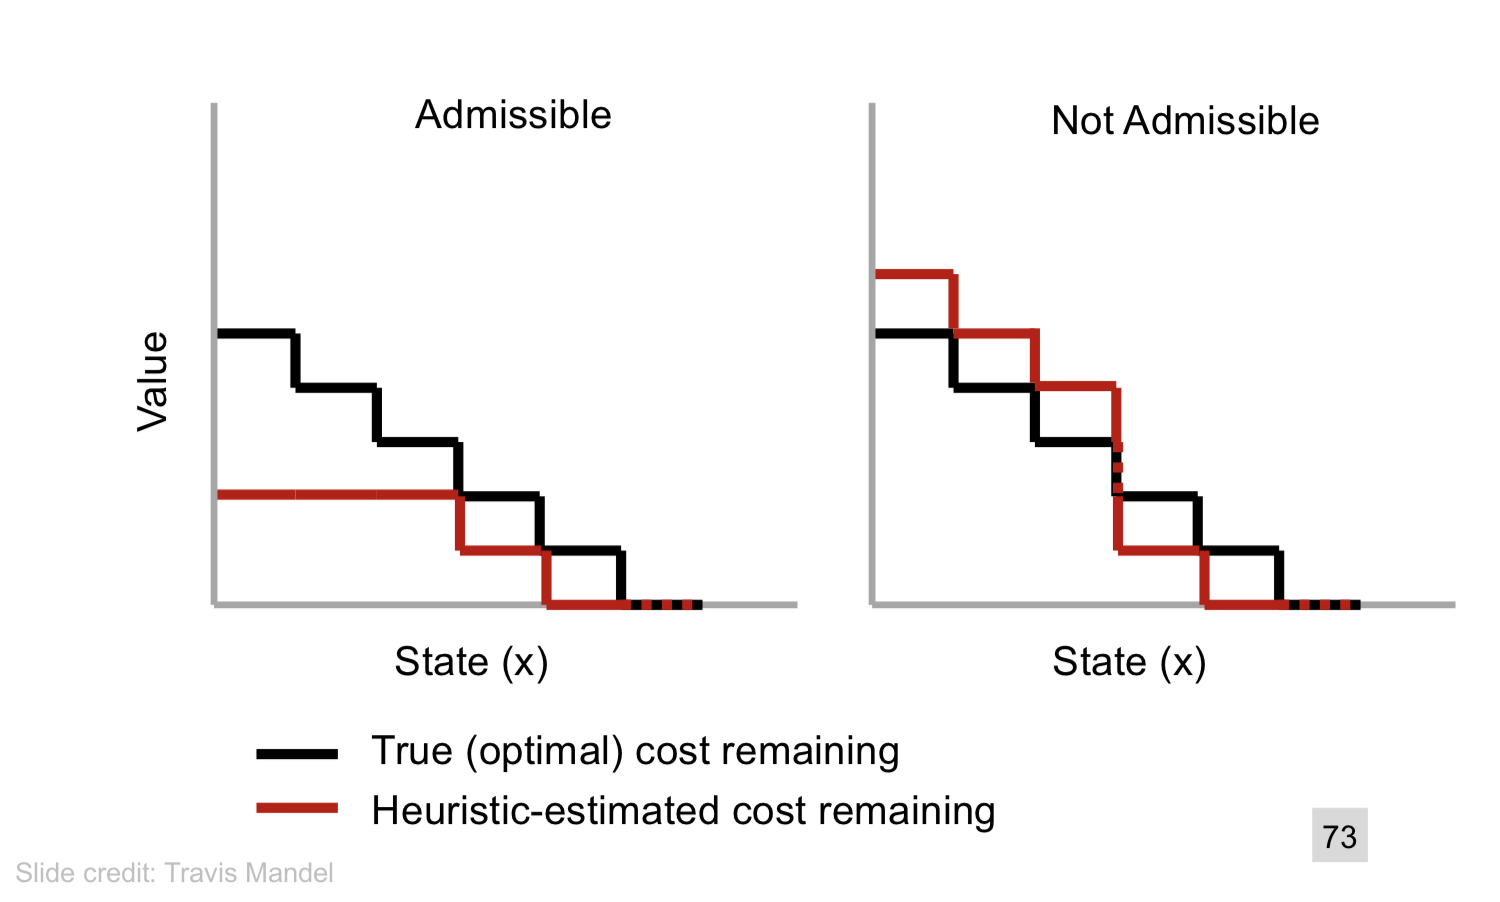 Admissible
Not Admissible
Value
State (x)
State (x)
True (optimal) cost remaining
Heuristic-estimated cost remaining
73
Slide credit: Travis Mandel